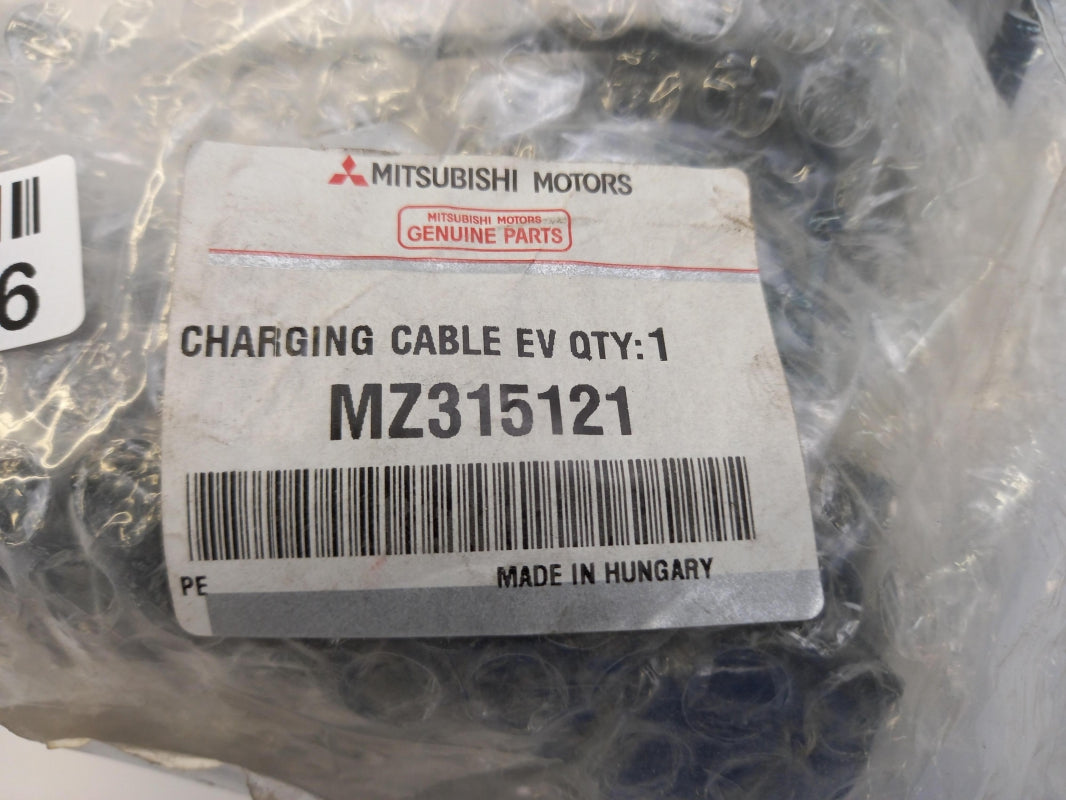 MITSUBISHI MOTORS
MITSUBISHI MOTORS
GENUINE PARTS
CHARGING CABLE EV QTY:1
MZ315121
PE
MADE IN HUNGARY
6